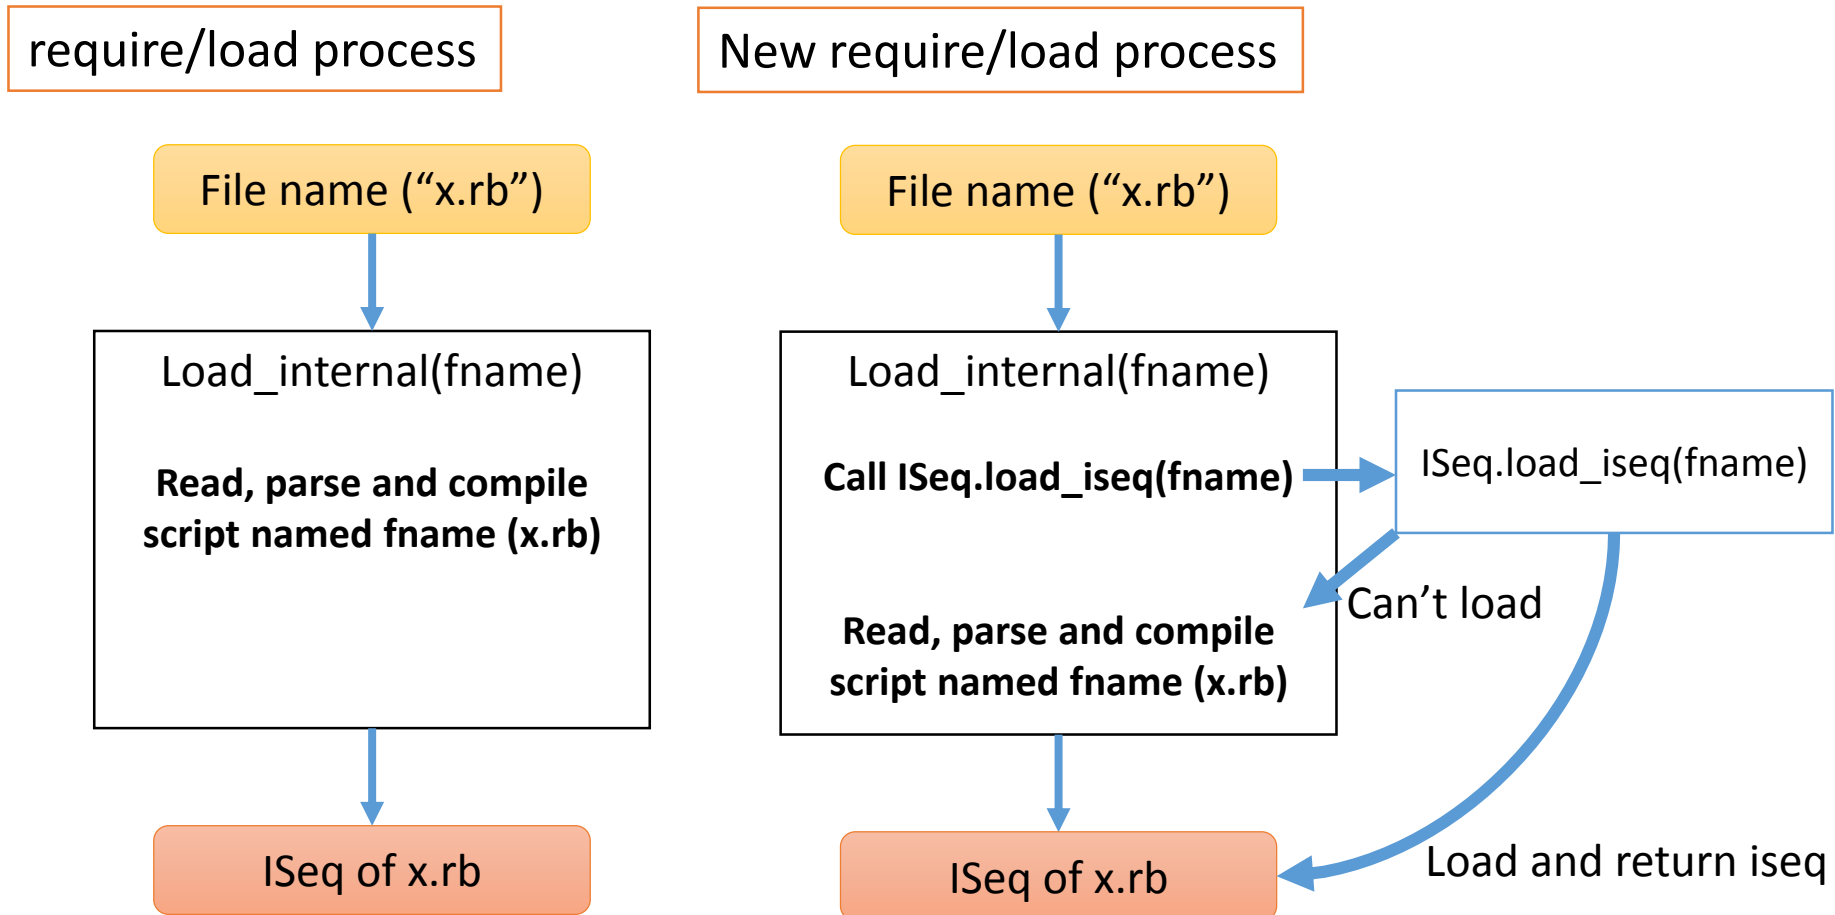 require/load process
File name (“x.rb”)
Load_internal(fname)
Read, parse and compile
script named fname (x.rb)
ISeq of x.rb
New require/load process
File name (“x.rb”)
Load_internal(fname)
Call ISeq.load_iseq(fname)
ISeq.load_iseq(fname)
Can’t load
Read, parse and compile
script named fname (x.rb)
Load and return iseq
ISeq of x.rb